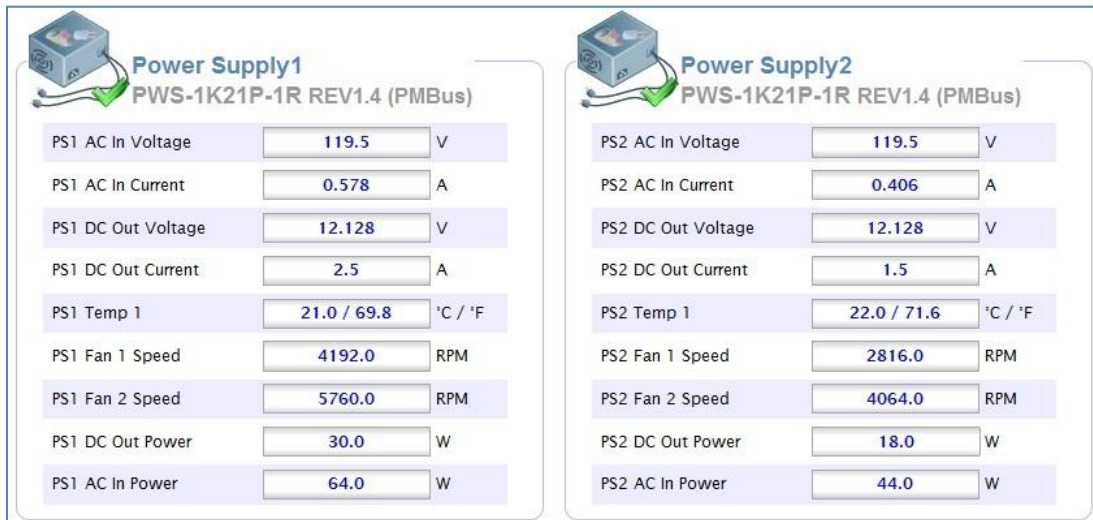 Power Supply1
PWS-1K21P-1R REV1.4 (PMBus)
PS1 AC In Voltage 119.5 V
PS1 AC In Current 0.578 A
PS1 DC Out Voltage 12.128 V
PS1 DC Out Current 2.5 A
PS1 Temp 1 21.0 / 69.8 °C / °F
PS1 Fan 1 Speed 4192.0 RPM
PS1 Fan 2 Speed 5760.0 RPM
PS1 DC Out Power 30.0 W
PS1 AC In Power 64.0 W
Power Supply2
PWS-1K21P-1R REV1.4 (PMBus)
PS2 AC In Voltage 119.5 V
PS2 AC In Current 0.406 A
PS2 DC Out Voltage 12.128 V
PS2 DC Out Current 1.5 A
PS2 Temp 1 22.0 / 71.6 °C / °F
PS2 Fan 1 Speed 2816.0 RPM
PS2 Fan 2 Speed 4064.0 RPM
PS2 DC Out Power 18.0 W
PS2 AC In Power 44.0 W